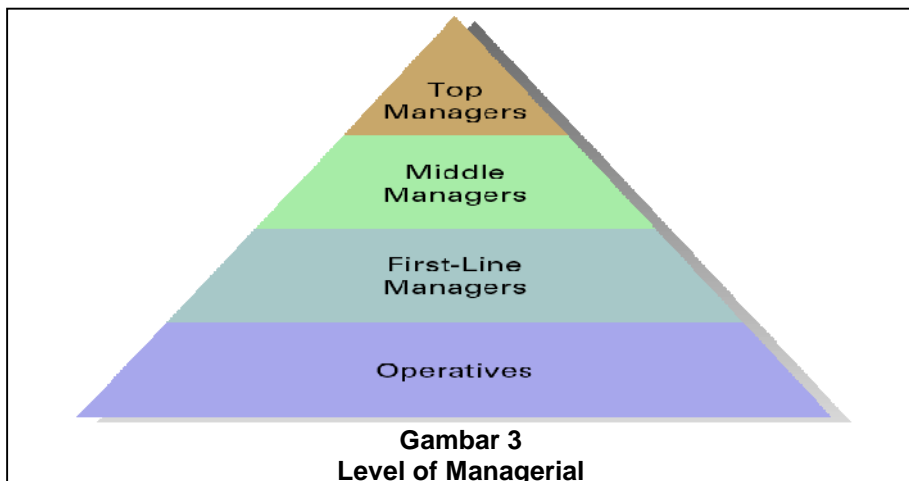 Top
Managers
Middle
Managers
First-Line
Managers
Operatives
Gambar 3
Level of Managerial